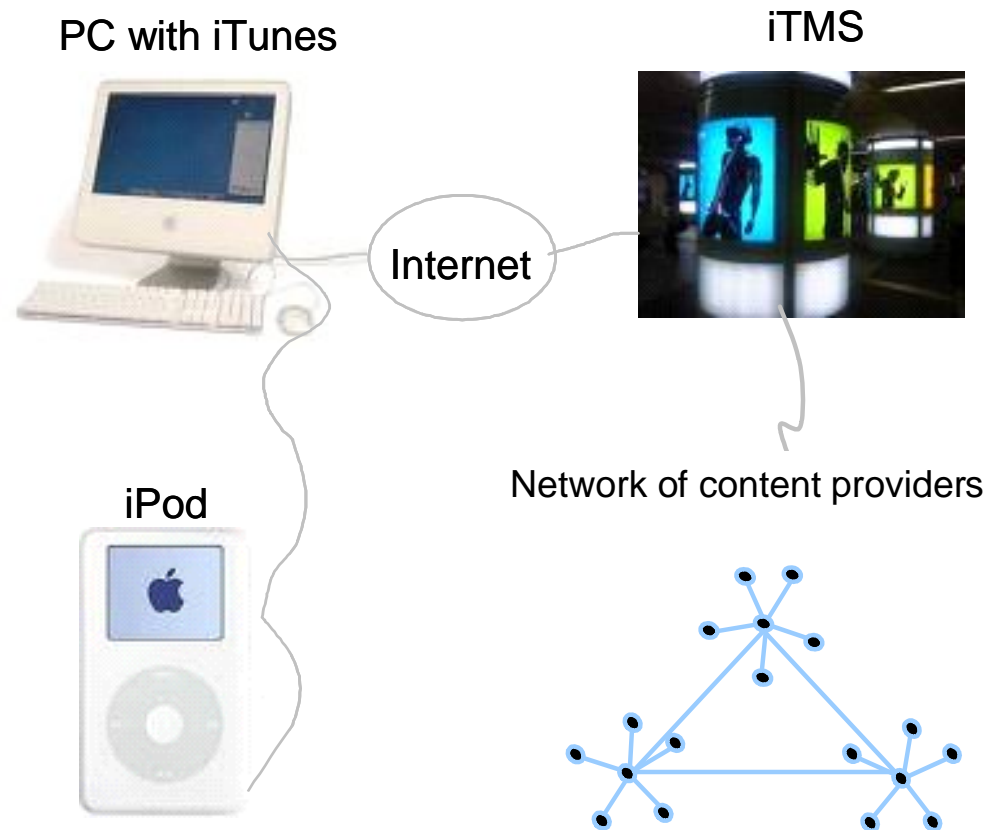 PC with iTunes
iTMS
Internet
iPod
Network of content providers